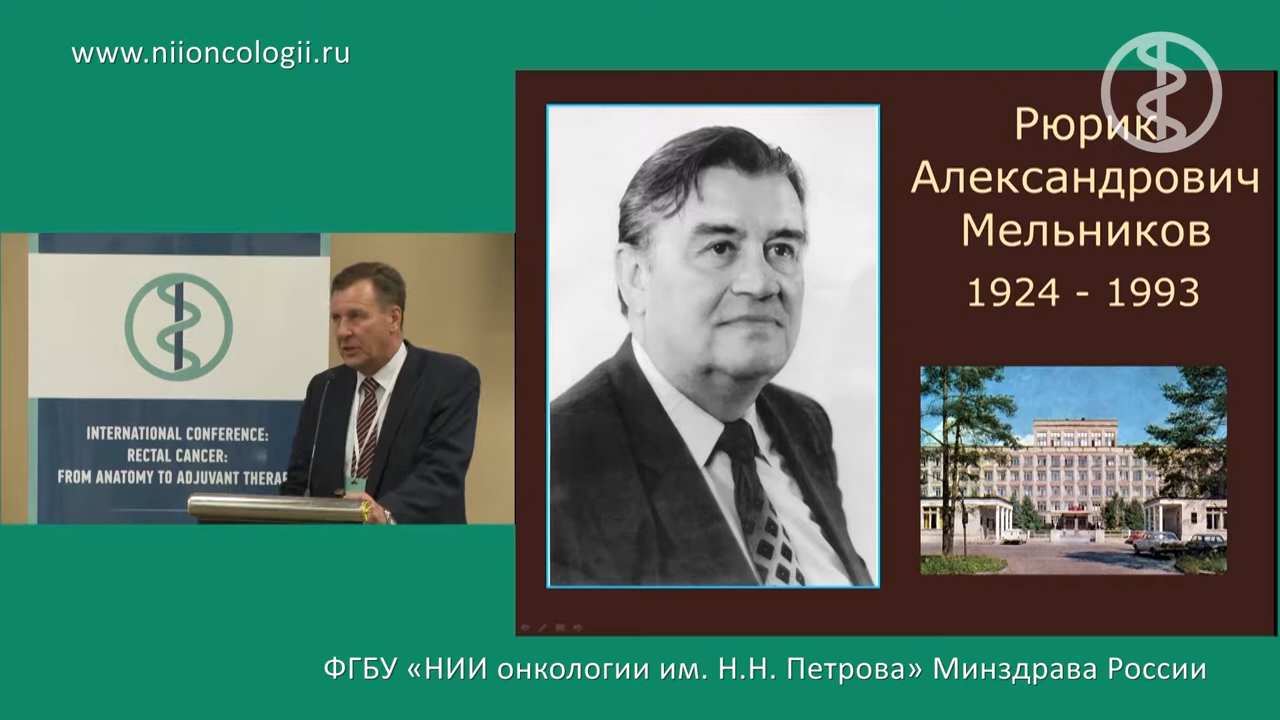 www.niioncologii.ru
Рюрик
Александрович
Мельников
1924 - 1993
INTERNATIONAL CONFERENCE:
RECTAL CANCER:
FROM ANATOMY TO ADJUVANT THERA
ФГБУ «НИИ онкологии им. Н.Н. Петрова» Минздрава России